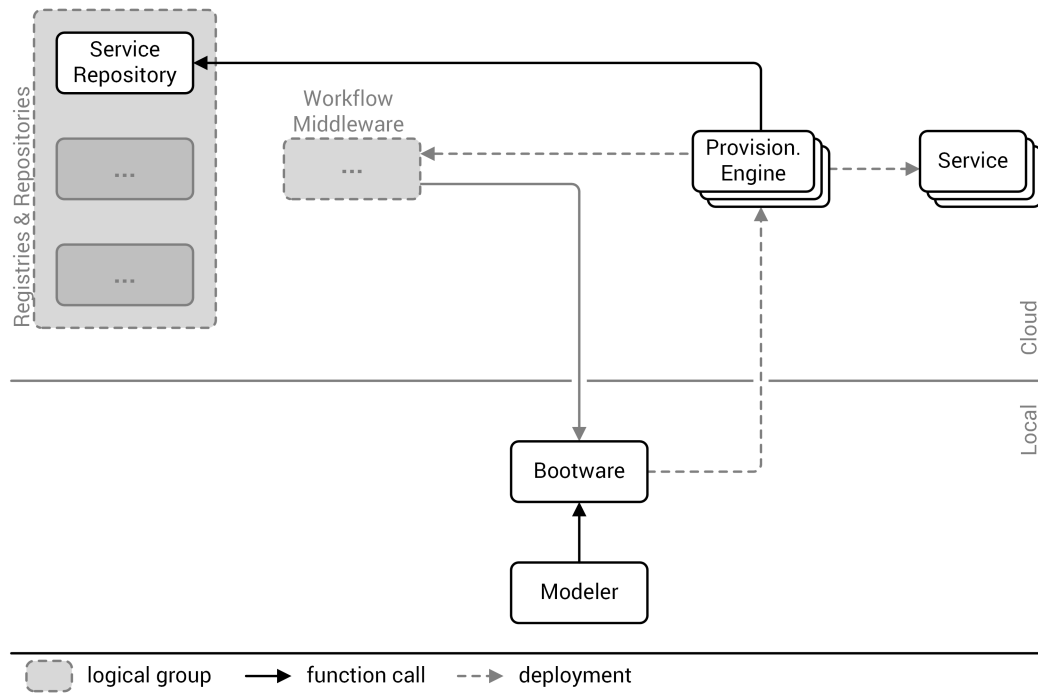 Service
Repository
...
...
Registries & Repositories
Workflow
Middleware
...
Provision.
Engine
Service
Cloud
Local
Bootware
Modeler
logical group
function call
deployment